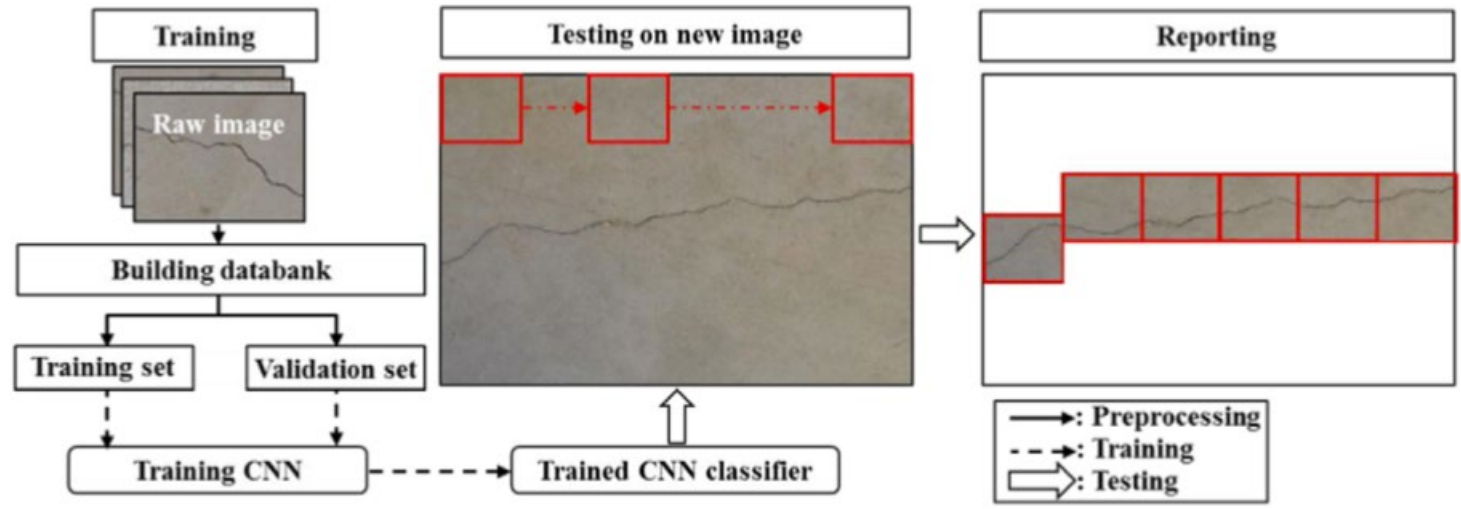 Training
Raw image
Building databank
Training set
Validation set
Training CNN
Trained CNN classifier
Testing on new image
Reporting
: Preprocessing
: Training
: Testing